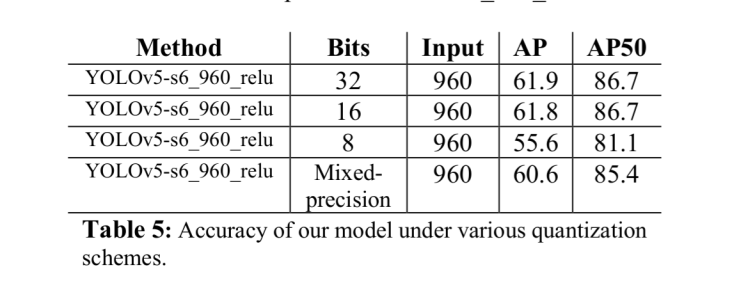 Method Bits Input AP AP50
YOLOv5-s6_960_relu 32 960 61.9 86.7
YOLOv5-s6_960_relu 16 960 61.8 86.7
YOLOv5-s6_960_relu 8 960 55.6 81.1
YOLOv5-s6_960_relu Mixed- 960 60.6 85.4
precision
Table 5: Accuracy of our model under various quantization
schemes.